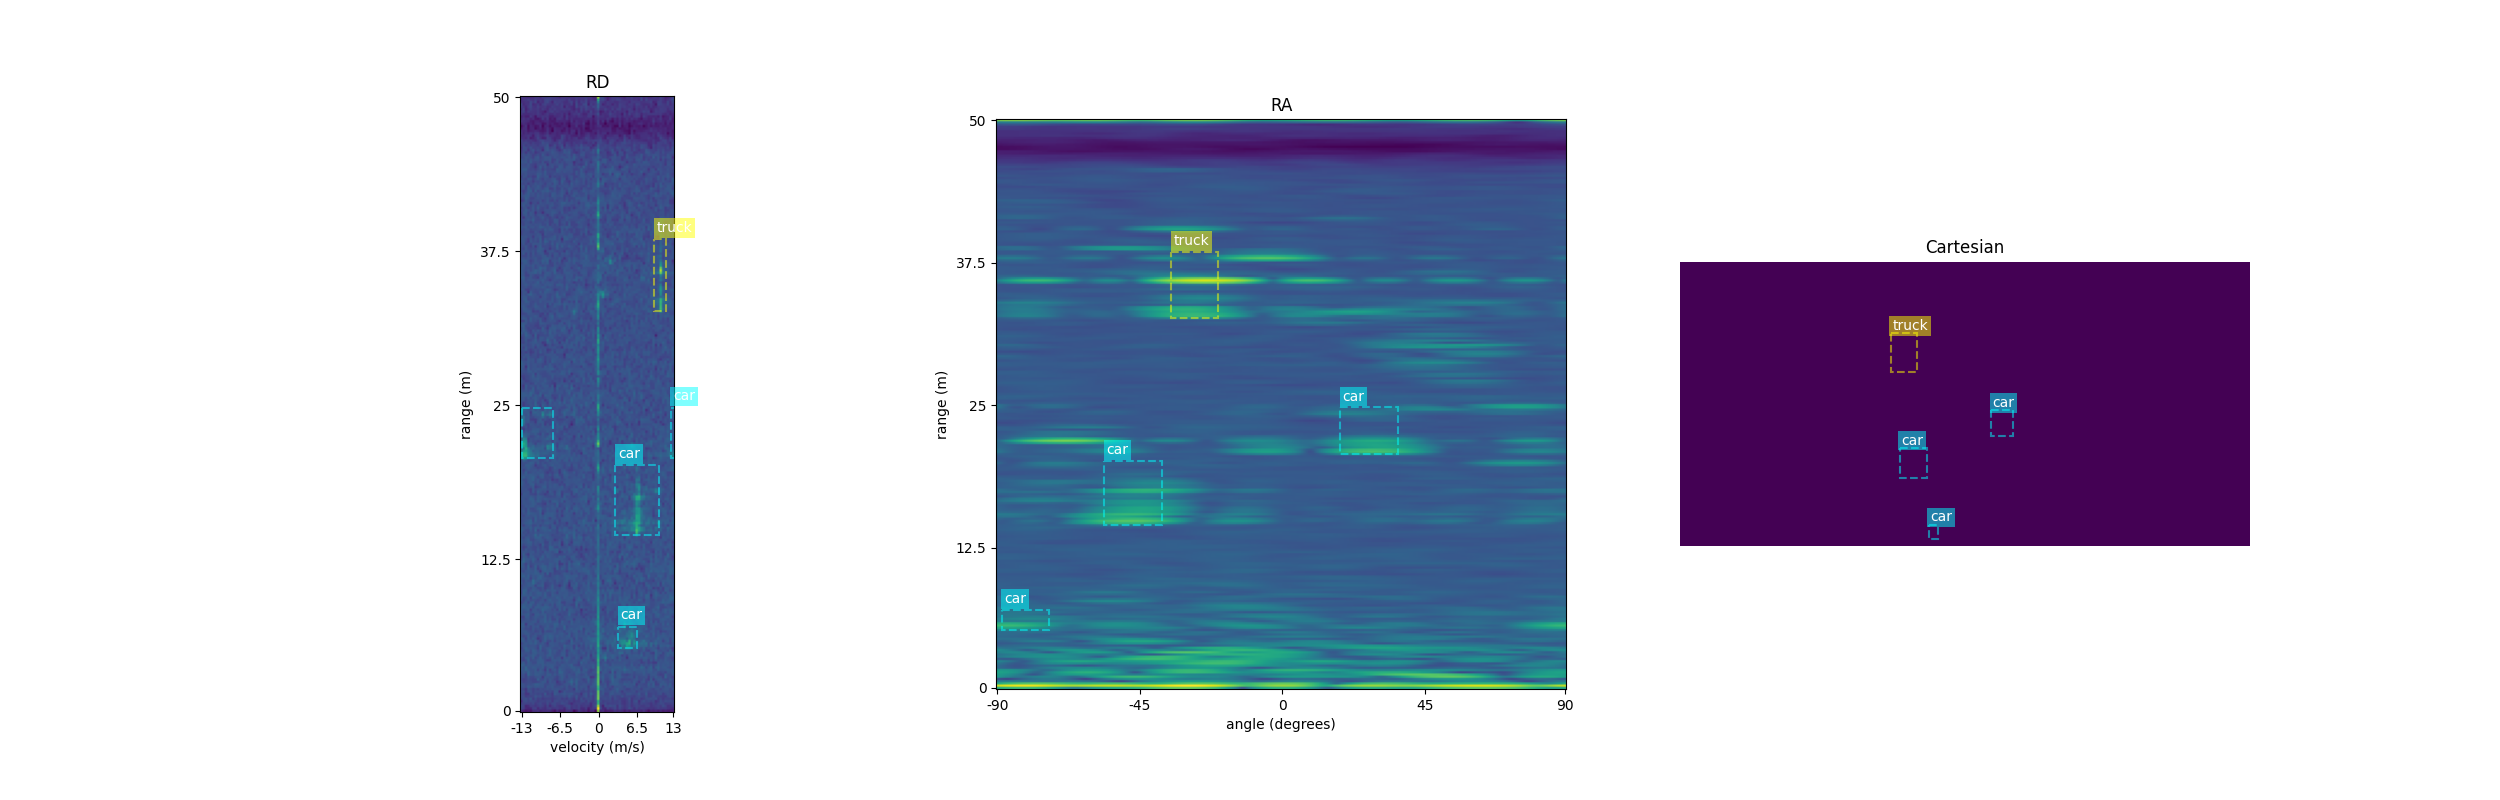 RD
50
37.5
25
12.5
0
range (m)
-13 -6.5 0 6.5 13
velocity (m/s)
truck
car
car
car
RA
50
37.5
25
12.5
0
range (m)
-90 -45 0 45 90
angle (degrees)
truck
car
car
car
Cartesian
truck
car
car
car